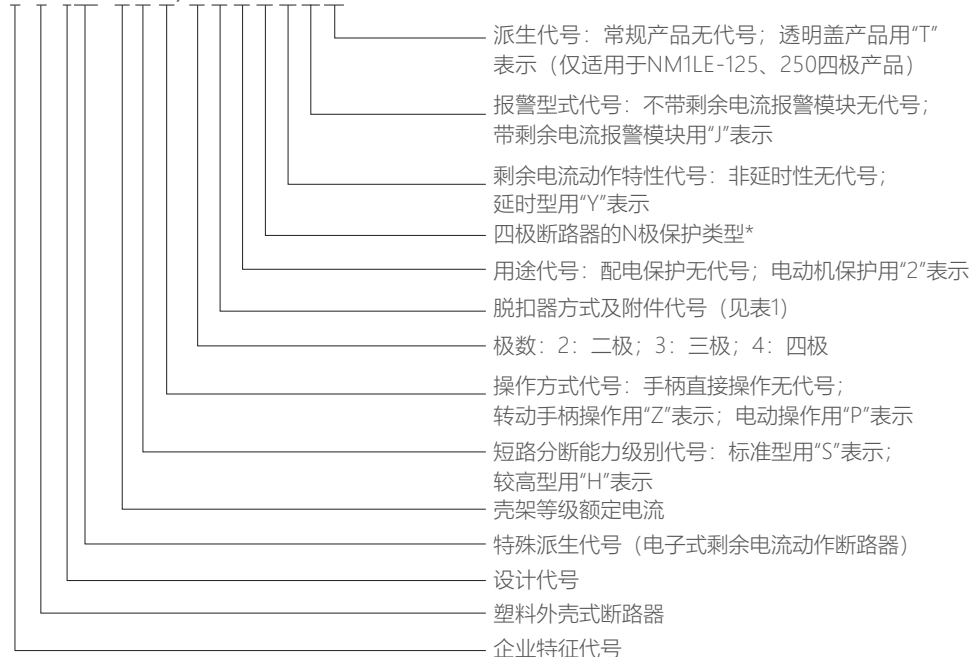 派生代号：常规产品无代号；透明盖产品用“T”
表示（仅适用于NM1LE-125、250四极产品）
报警型式代号：不带剩余电流报警模块无代号；
带剩余电流报警模块用“J”表示
剩余电流动作特性代号：非延时性无代号；
延时型用“Y”表示
四极断路器的N极保护类型*
用途代号：配电保护无代号；电动机保护用“2”表示
脱扣器方式及附件代号（见表1)
极数：2：二极；3：三极；4：四极
操作方式代号：手柄直接操作无代号；
转动手柄操作用“Z”表示；电动操作用“P”表示
短路分断能力级别代号：标准型用“S”表示；
较高型用“H”表示
壳架等级额定电流
特殊派生代号（电子式剩余电流动作断路器）
设计代号
塑料外壳式断路器
企业特征代号